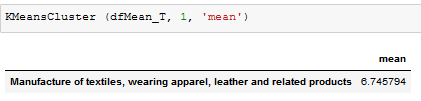 KMeansCluster (dfMean_T, 1, 'mean')
mean
Manufacture of textiles, wearing apparel, leather and related products 6.745794